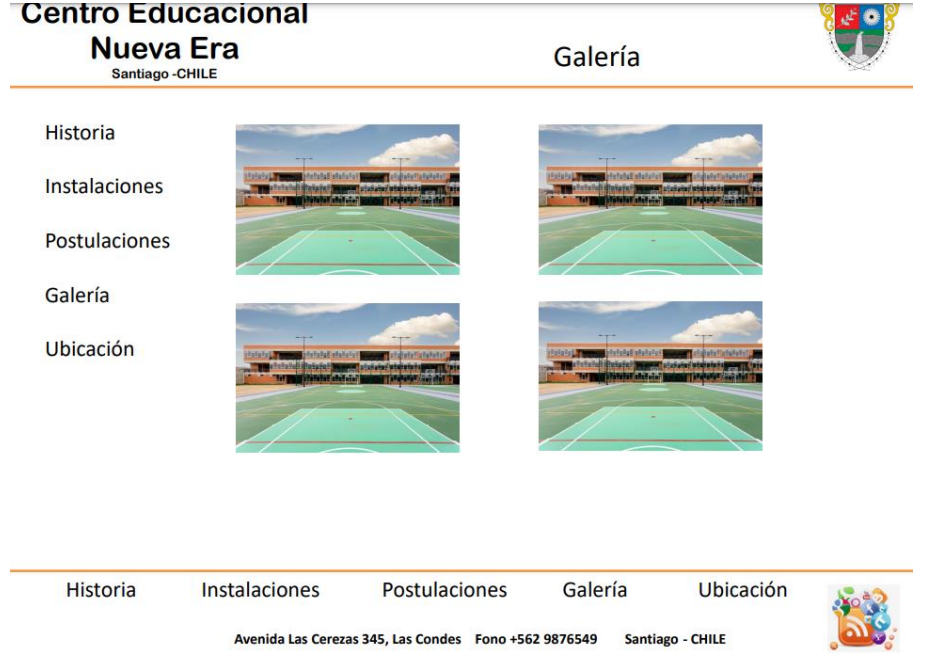 Centro Educacional
Nueva Era
Santiago -CHILE
Galería
Historia
Instalaciones
Postulaciones
Galería
Ubicación
Historia Instalaciones Postulaciones Galería Ubicación
Avenida Las Cerezas 345, Las Condes Fono +562 9876549 Santiago - CHILE